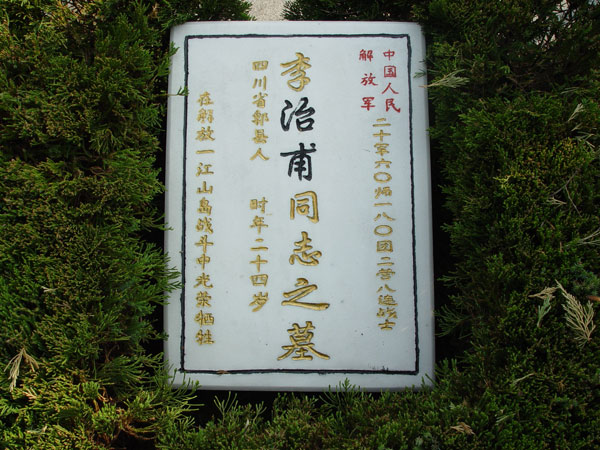 中国人民
解放军
二十军六〇师一八〇团二营八连战士
李治甫同志之墓
四川省郫县人 时年二十四岁
在解放一江山岛战斗中光荣牺牲